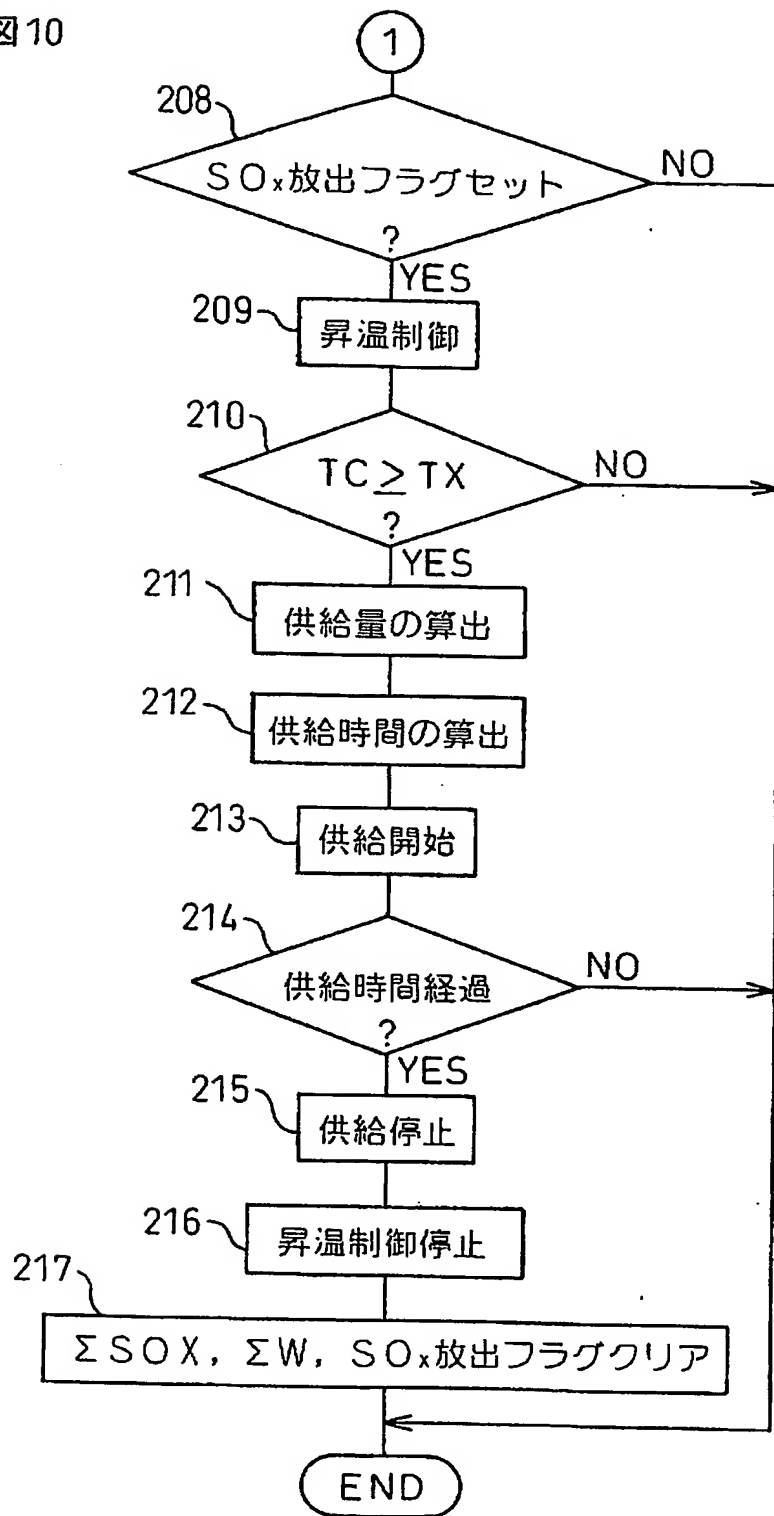 図10
1
208
SOx放出フラグセット
?
NO
YES
209
昇温制御
210
TC≧TX
?
NO
YES
211
供給量の算出
212
供給時間の算出
213
供給開始
214
供給時間経過
?
NO
YES
215
供給停止
216
昇温制御停止
217
ΣSOX, ΣW, SOx放出フラグクリア
END